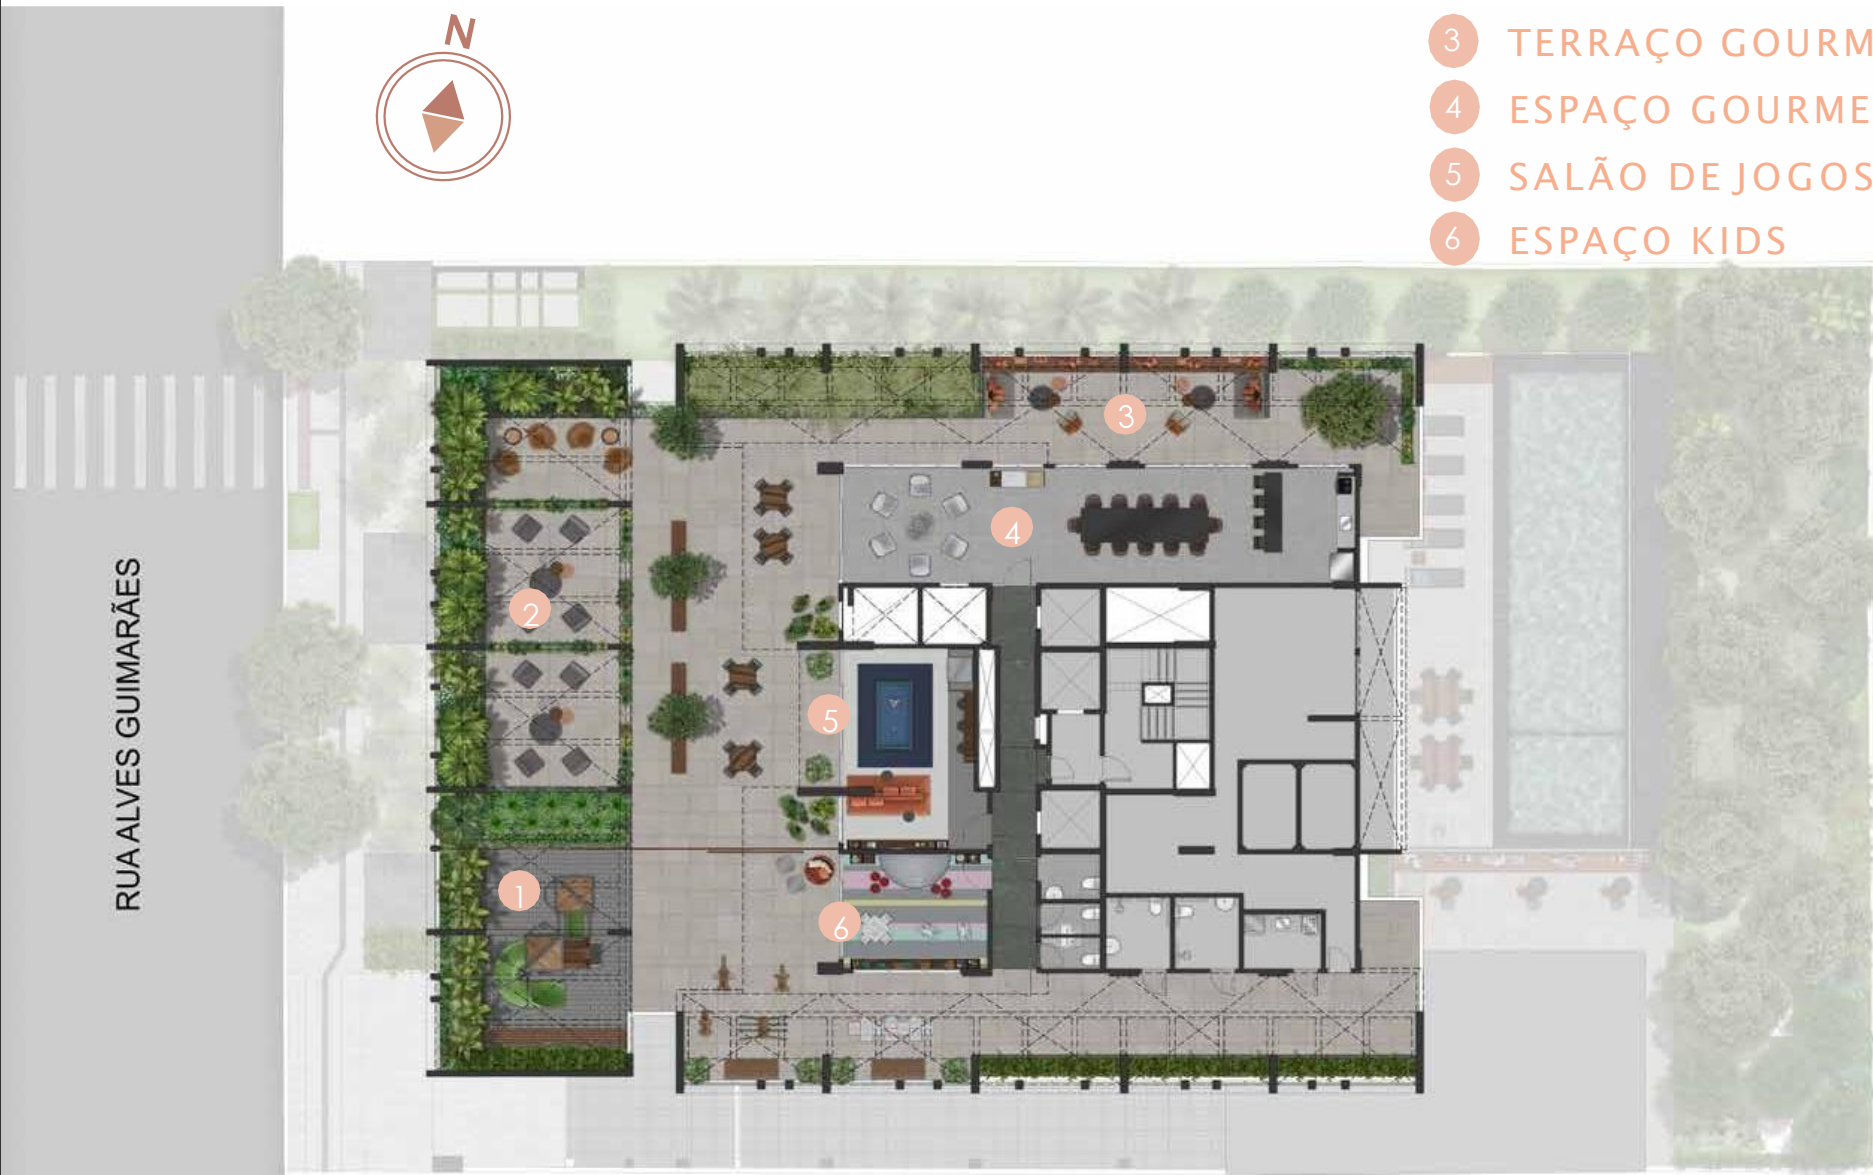 N
3 TERRAÇO GOURM
4 ESPAÇO GOURME
5 SALÃO DE JOGOS
6 ESPAÇO KIDS
3
4
2
5
1
6
RUA ALVES GUIMARÃES